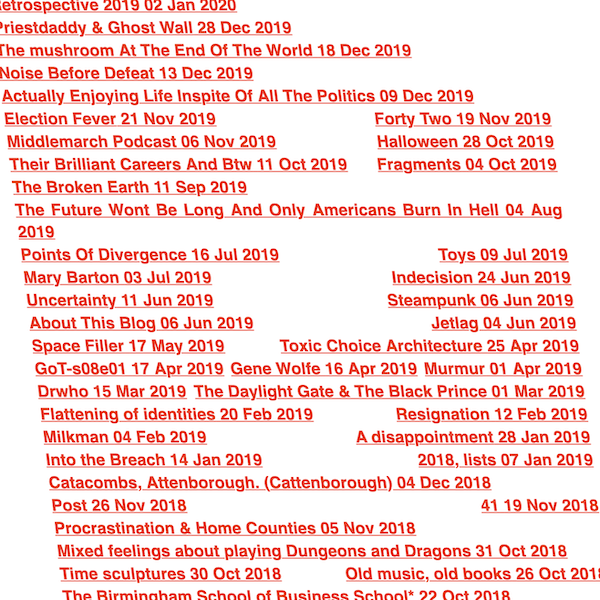 etrospective 2019 02 Jan 2020
Priestdaddy & Ghost Wall 28 Dec 2019
The mushroom At The End Of The World 18 Dec 2019
Noise Before Defeat 13 Dec 2019
Actually Enjoying Life Inspite Of All The Politics 09 Dec 2019
Election Fever 21 Nov 2019 Forty Two 19 Nov 2019
Middlemarch Podcast 06 Nov 2019 Halloween 28 Oct 2019
Their Brilliant Careers And Btw 11 Oct 2019 Fragments 04 Oct 2019
The Broken Earth 11 Sep 2019
The Future Wont Be Long And Only Americans Burn In Hell 04 Aug
2019
Points Of Divergence 16 Jul 2019 Toys 09 Jul 2019
Mary Barton 03 Jul 2019 Indecision 24 Jun 2019
Uncertainty 11 Jun 2019 Steampunk 06 Jun 2019
About This Blog 06 Jun 2019 Jetlag 04 Jun 2019
Space Filler 17 May 2019 Toxic Choice Architecture 25 Apr 2019
GoT-s08e01 17 Apr 2019 Gene Wolfe 16 Apr 2019 Murmur 01 Apr 2019
Drwho 15 Mar 2019 The Daylight Gate & The Black Prince 01 Mar 2019
Flattening of identities 20 Feb 2019 Resignation 12 Feb 2019
Milkman 04 Feb 2019 A disappointment 28 Jan 2019
Into the Breach 14 Jan 2019 2018, lists 07 Jan 2019
Catacombs, Attenborough. (Cattenborough) 04 Dec 2018
Post 26 Nov 2018 41 19 Nov 2018
Procrastination & Home Counties 05 Nov 2018
Mixed feelings about playing Dungeons and Dragons 31 Oct 2018
Time sculptures 30 Oct 2018 Old music, old books 26 Oct 2018
The Birmingham School of Business School* 22 Oct 2018